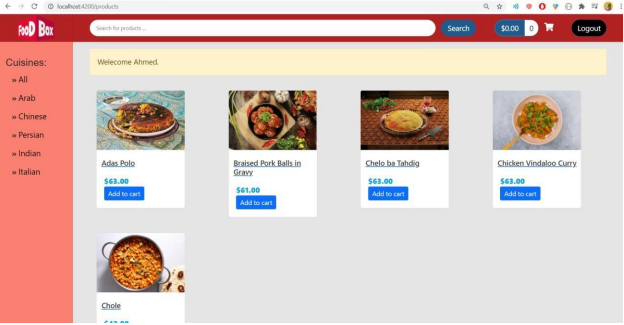 localhost:4200/products
FooD Box
Search for products ...
Search
$0.00 0
Logout
Cuisines:
» All
» Arab
» Chinese
» Persian
» Indian
» Italian
Welecome Ahmed.
Adas Polo
$63.00
Add to cart
Braised Pork Balls in
Gravy
$61.00
Add to cart
Chelo ba Tahdig
$63.00
Add to cart
Chicken Vindaloo Curry
$63.00
Add to cart
Chole